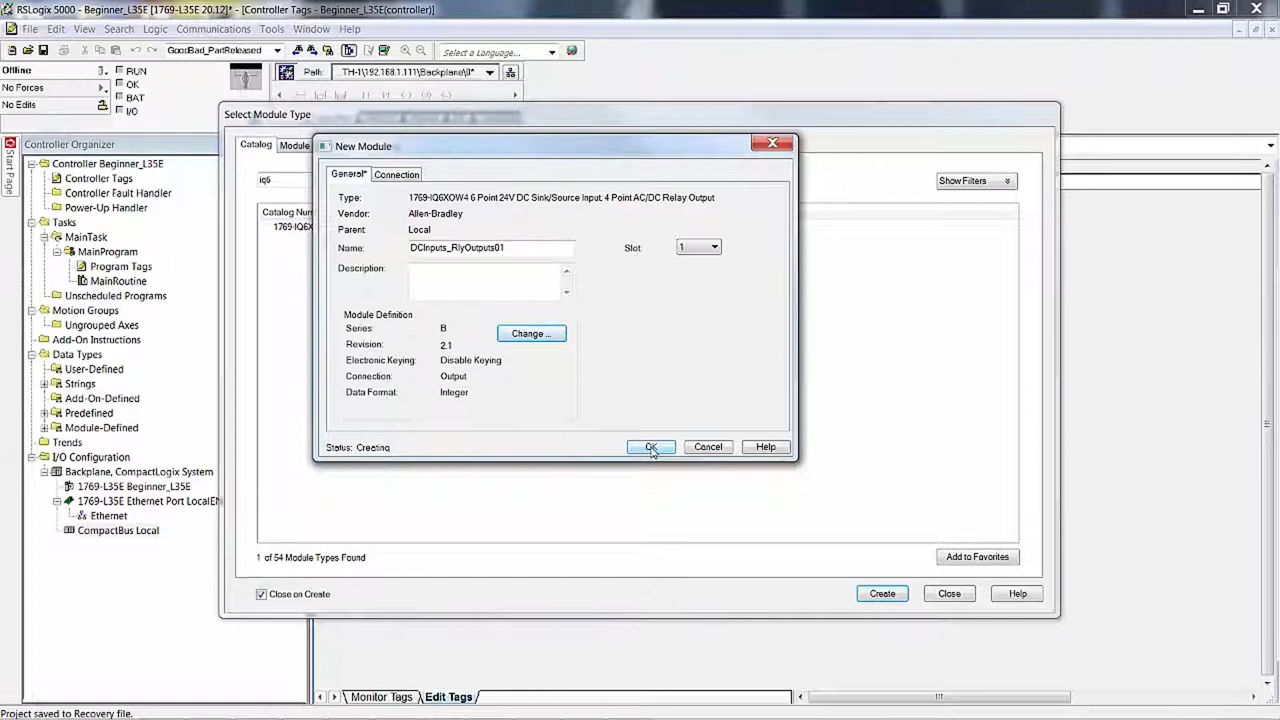 RSLogix 5000 - Beginner_L35E [1769-L35E 20.12]* - [Controller Tags - Beginner_L35E(controller)]
File Edit View Search Logic Communications Tools Window Help
GoodBad_PartReleased
Select a Language...
Offline
RUN
Path: ...TH-1\192.168.1.111\Backplane\0*
No Forces
OK
BAT
No Edits
I/O
Start Page
Controller Organizer
Controller Beginner_L35E
Controller Tags
Controller Fault Handler
Power-Up Handler
Tasks
MainTask
MainProgram
Program Tags
MainRoutine
Unscheduled Programs
Motion Groups
Ungrouped Axes
Add-On Instructions
Data Types
User-Defined
Strings
Add-On-Defined
Predefined
Module-Defined
Trends
I/O Configuration
Backplane, CompactLogix System
1769-L35E Beginner_L35E
1769-L35E Ethernet Port LocalEN
Ethernet
CompactBus Local
Select Module Type
Catalog Module
iq6
Show Filters
Catalog Num
1769-IQ6X
1 of 54 Module Types Found
Add to Favorites
Close on Create
Create Close Help
New Module
General* Connection
Type: 1769-IQ6XOW4 6 Point 24V DC Sink/Source Input, 4 Point AC/DC Relay Output
Vendor: Allen-Bradley
Parent: Local
Name: DCInputs_RlyOutputs01 Slot: 1
Description:
Module Definition
Series: B Change ...
Revision: 2.1
Electronic Keying: Disable Keying
Connection: Output
Data Format: Integer
Status: Creating OK Cancel Help
Monitor Tags Edit Tags
Project saved to Recovery file.